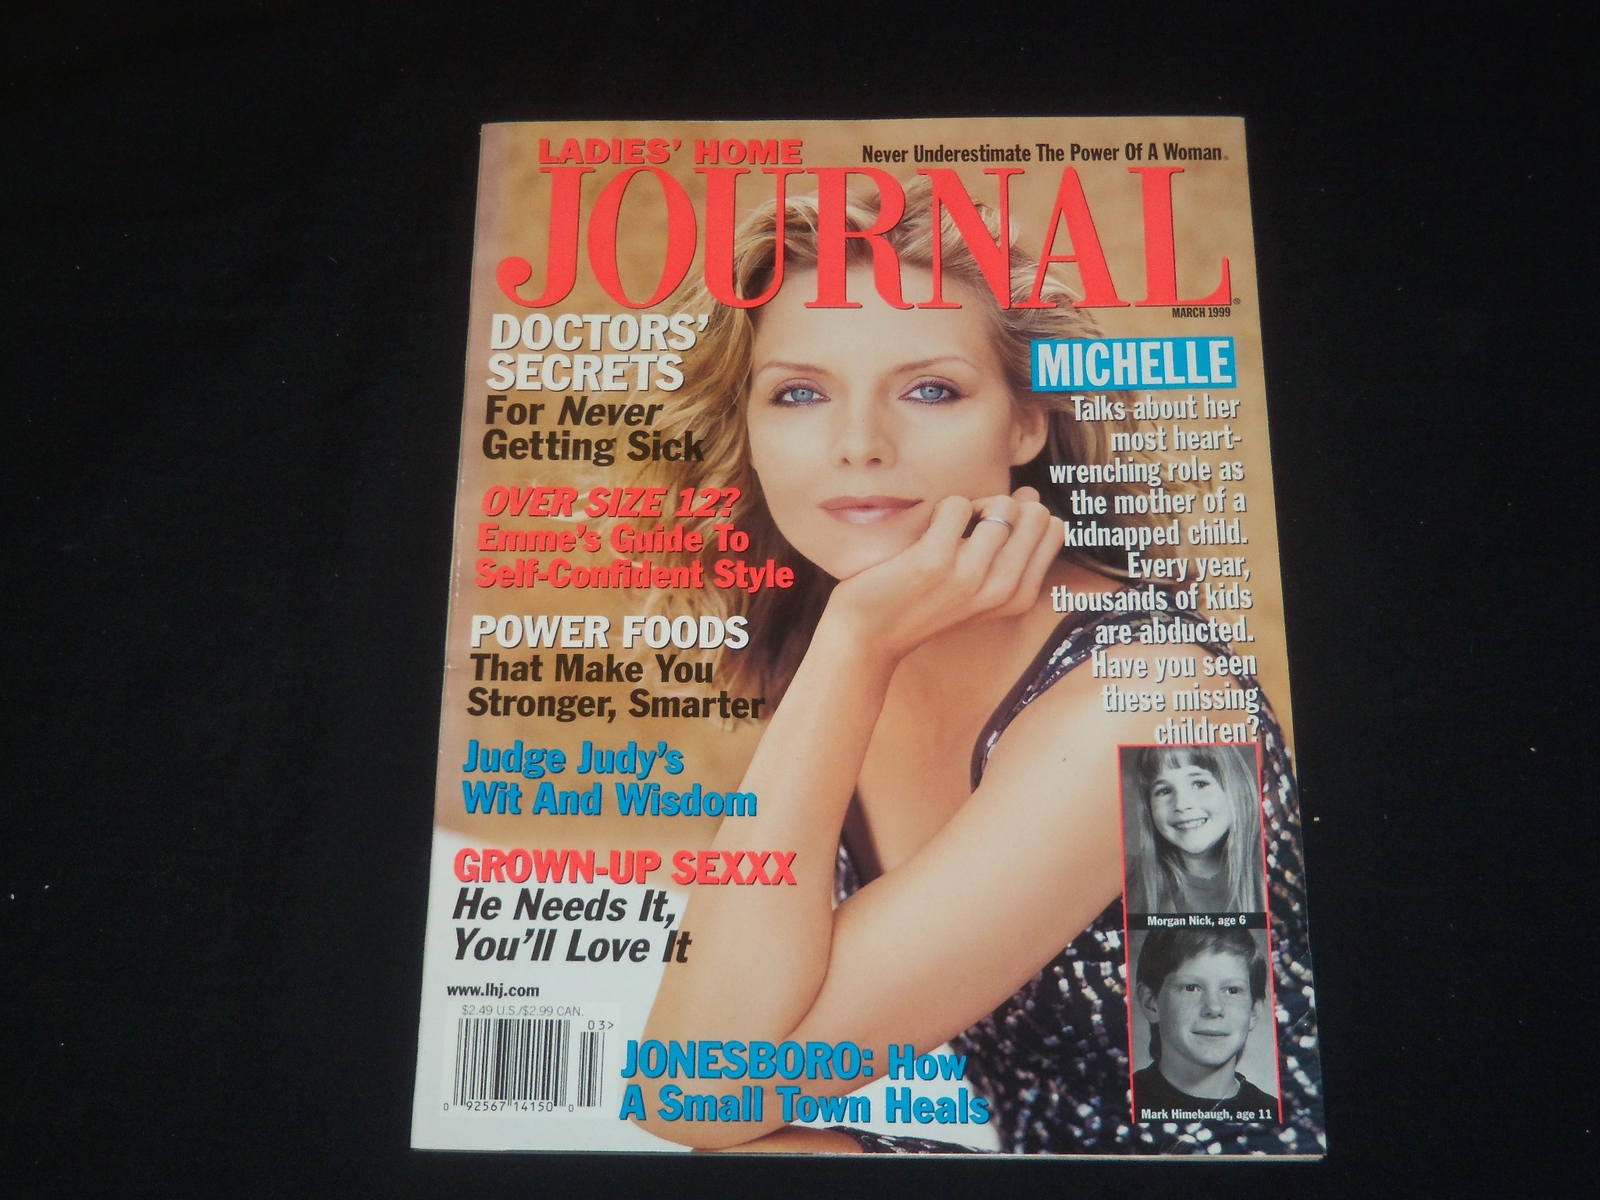 LADIES' HOME
Never Underestimate The Power Of A Woman®
JOURNAL®
MARCH 1999
DOCTORS'
SECRETS
For Never
Getting Sick
OVER SIZE 12?
Emme's Guide To
Self-Confident Style
POWER FOODS
That Make You
Stronger, Smarter
Judge Judy's
Wit And Wisdom
GROWN-UP SEXXX
He Needs It,
You'll Love It
www.lhj.com
$2.49 U.S./$2.99 CAN.
03>
0 92567 14150 0
JONESBORO: How
A Small Town Heals
MICHELLE
Talks about her
most heart-
wrenching role as
the mother of a
kidnapped child.
Every year,
thousands of kids
are abducted.
Have you seen
these missing
children?
Morgan Nick, age 6
Mark Himebaugh, age 11